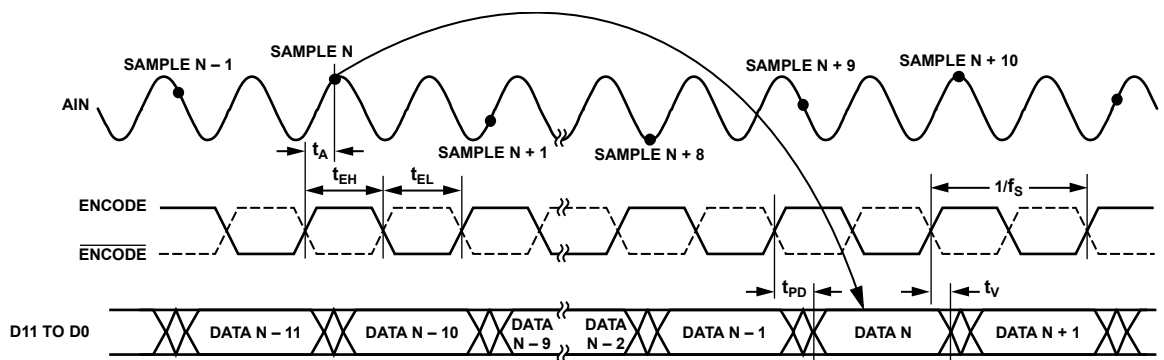 SAMPLE N – 1
SAMPLE N
SAMPLE N + 9
SAMPLE N + 10
AIN
SAMPLE N + 1
SAMPLE N + 8
tA
tEH
tEL
1/fS
ENCODE
ENCODE
tPD
tV
D11 TO D0
DATA N – 11
DATA N – 10
DATA
N – 9
DATA
N – 2
DATA N – 1
DATA N
DATA N + 1